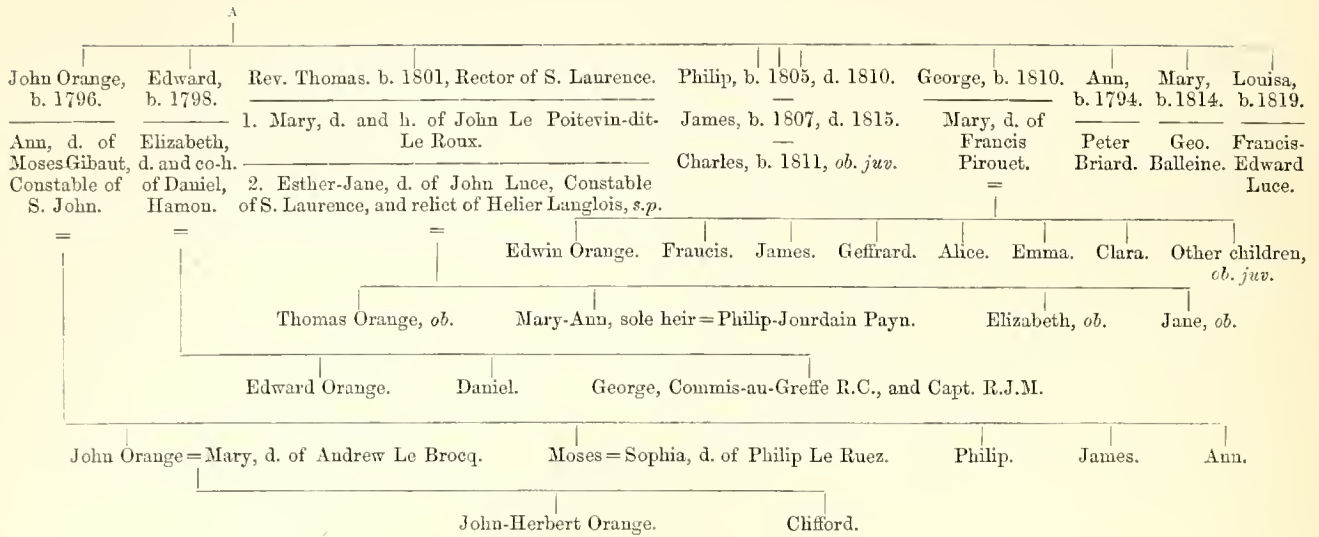 A
John Orange, b. 1796.
Ann, d. of Moses Gibaut, Constable of S. John.
=
Edward, b. 1798.
Elizabeth, d. and co-h. of Daniel, Hamon.
=
Rev. Thomas. b. 1801, Rector of S. Laurence.
1. Mary, d. and h. of John Le Poitevin-dit-Le Roux.
2. Esther-Jane, d. of John Luce, Constable of S. Laurence, and relict of Helier Langlois, s.p.
=
Philip, b. 1805, d. 1810.
James, b. 1807, d. 1815.
Charles, b. 1811, ob. juv.
George, b. 1810.
Mary, d. of Francis Pirouet.
=
Ann, b. 1794.
Peter Briard.
Mary, b. 1814.
Geo. Balleine.
Louisa, b. 1819.
Francis-Edward Luce.
Edwin Orange. Francis. James. Geffrard. Alice. Emma. Clara. Other children, ob. juv.
Thomas Orange, ob. Mary-Ann, sole heir = Philip-Jourdain Payn. Elizabeth, ob. Jane, ob.
Edward Orange. Daniel. George, Commis-au-Greffe R.C., and Capt. R.J.M.
John Orange = Mary, d. of Andrew Le Brocq. Moses = Sophia, d. of Philip Le Ruez. Philip. James. Ann.
John-Herbert Orange. Clifford.